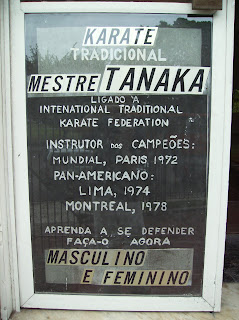 KARATE
TRADICIONAL
MESTRE TANAKA
LIGADO A
INTENATIONAL TRADITIONAL
KARATE FEDERATION
INSTRUTOR DOS CAMPEÕES:
MUNDIAL, PARIS 1972
PAN-AMERICANO:
LIMA, 1974
MONTREAL, 1978
APRENDA A SE DEFENDER
FAÇA-O AGORA
MASCULINO
E FEMININO